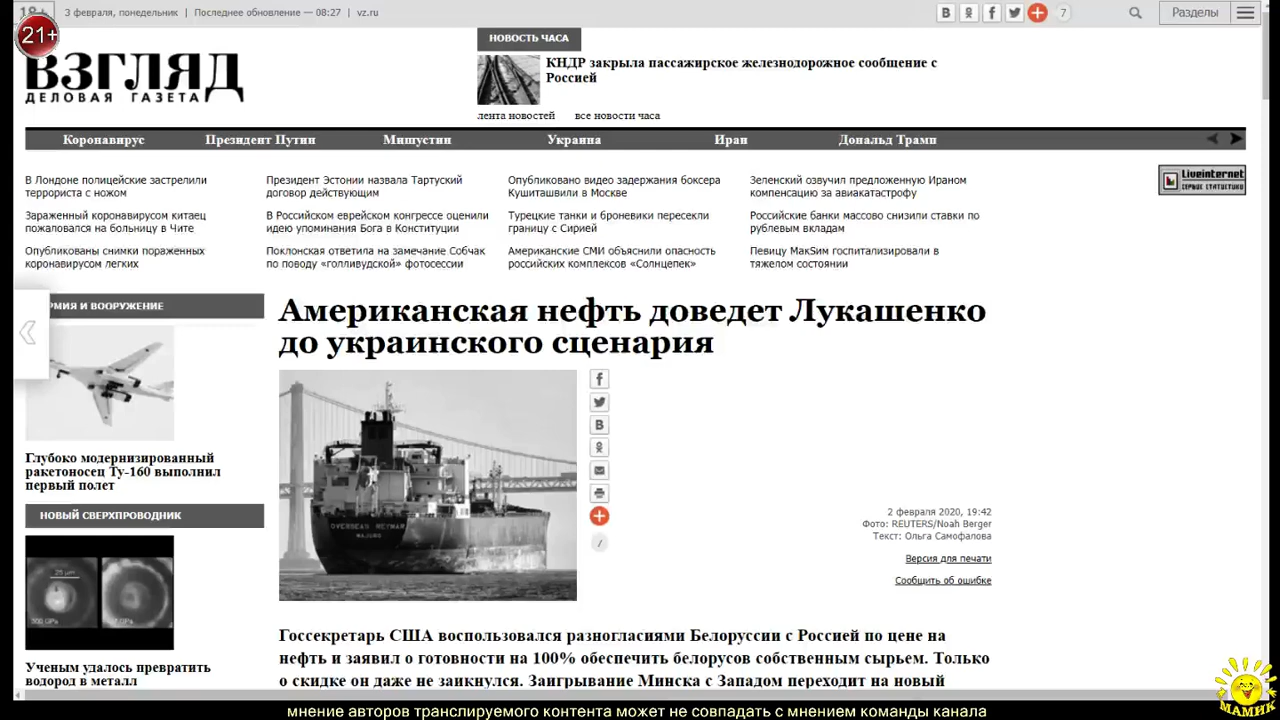 18+
3 февраля, понедельник | Последнее обновление — 08:27 | vz.ru
7
Разделы
21+
ВЗГЛЯД
ДЕЛОВАЯ ГАЗЕТА
НОВОСТЬ ЧАСА
КНДР закрыла пассажирское железнодорожное сообщение с
Россией
лента новостей все новости часа
Коронавирус Президент Путин Мишустин Украина Иран Дональд Трамп
В Лондоне полицейские застрелили
террориста с ножом
Зараженный коронавирусом китаец
пожаловался на больницу в Чите
Опубликованы снимки пораженных
коронавирусом легких
Президент Эстонии назвала Тартуский
договор действующим
В Российском еврейском конгрессе оценили
идею упоминания Бога в Конституции
Поклонская ответила на замечание Собчак
по поводу «голливудской» фотосессии
Опубликовано видео задержания боксера
Кушиташвили в Москве
Турецкие танки и броневики пересекли
границу с Сирией
Американские СМИ объяснили опасность
российских комплексов «Солнцепек»
Зеленский озвучил предложенную Ираном
компенсацию за авиакатастрофу
Российские банки массово снизили ставки по
рублевым вкладам
Певицу МакSим госпитализировали в
тяжелом состоянии
Liveinternet
СЕРВИС СТАТИСТИКИ
РМИЯ И ВООРУЖЕНИЕ
Глубоко модернизированный
ракетоносец Ту-160 выполнил
первый полет
НОВЫЙ СВЕРХПРОВОДНИК
25 µm
300 GPa
Ученым удалось превратить
водород в металл
Американская нефть доведет Лукашенко
до украинского сценария
OVERSEAS REYMAR
MAJURO
2 февраля 2020, 19:42
Фото: REUTERS/Noah Berger
Текст: Ольга Самофалова
Версия для печати
Сообщить об ошибке
Госсекретарь США воспользовался разногласиями Белоруссии с Россией по цене на
нефть и заявил о готовности на 100% обеспечить белорусов собственным сырьем. Только
о скидке он даже не заикнулся. Заигрывание Минска с Западом переходит на новый
МАМИК
мнение авторов транслируемого контента может не совпадать с мнением команды канала